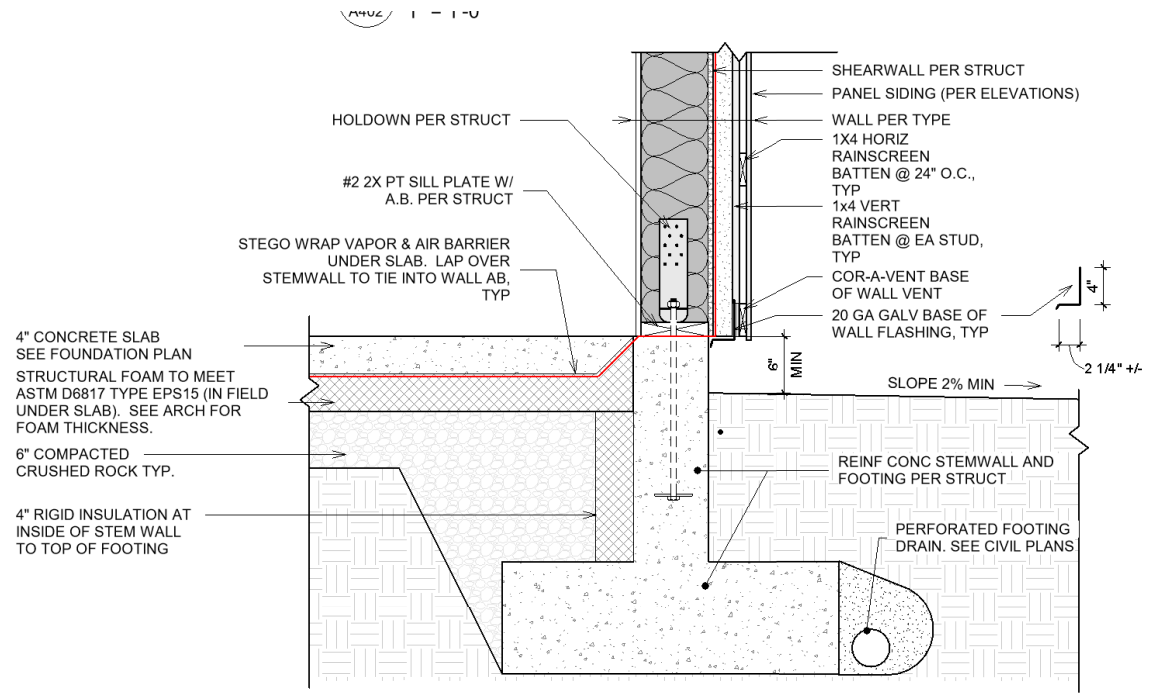 A402 1" = 1'-0"
HOLDOWN PER STRUCT
#2 2X PT SILL PLATE W/
A.B. PER STRUCT
STEGO WRAP VAPOR & AIR BARRIER
UNDER SLAB. LAP OVER
STEMWALL TO TIE INTO WALL AB,
TYP
4" CONCRETE SLAB
SEE FOUNDATION PLAN
STRUCTURAL FOAM TO MEET
ASTM D6817 TYPE EPS15 (IN FIELD
UNDER SLAB). SEE ARCH FOR
FOAM THICKNESS.
6" COMPACTED
CRUSHED ROCK TYP.
4" RIGID INSULATION AT
INSIDE OF STEM WALL
TO TOP OF FOOTING
SHEARWALL PER STRUCT
PANEL SIDING (PER ELEVATIONS)
WALL PER TYPE
1X4 HORIZ
RAINSCREEN
BATTEN @ 24" O.C.,
TYP
1x4 VERT
RAINSCREEN
BATTEN @ EA STUD,
TYP
COR-A-VENT BASE
OF WALL VENT
20 GA GALV BASE OF
WALL FLASHING, TYP
4"
2 1/4" +/-
6"
MIN
SLOPE 2% MIN
REINF CONC STEMWALL AND
FOOTING PER STRUCT
PERFORATED FOOTING
DRAIN. SEE CIVIL PLANS